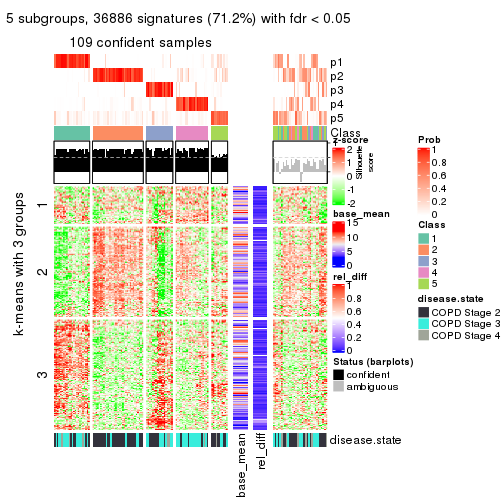 5 subgroups, 36886 signatures (71.2%) with fdr < 0.05
109 confident samples
p1
p2
p3
p4
p5
Class
z-score
2
1
0
-1
-2
Silhouette
score
base_mean
15
10
5
0
rel_diff
1
0.8
0.6
0.4
0.2
0
Status (barplots)
confident
ambiguous
Prob
1
0.8
0.6
0.4
0.2
0
Class
1
2
3
4
5
disease.state
COPD Stage 2
COPD Stage 3
COPD Stage 4
k-means with 3 groups
1
2
3
disease.state
base_mean
rel_diff